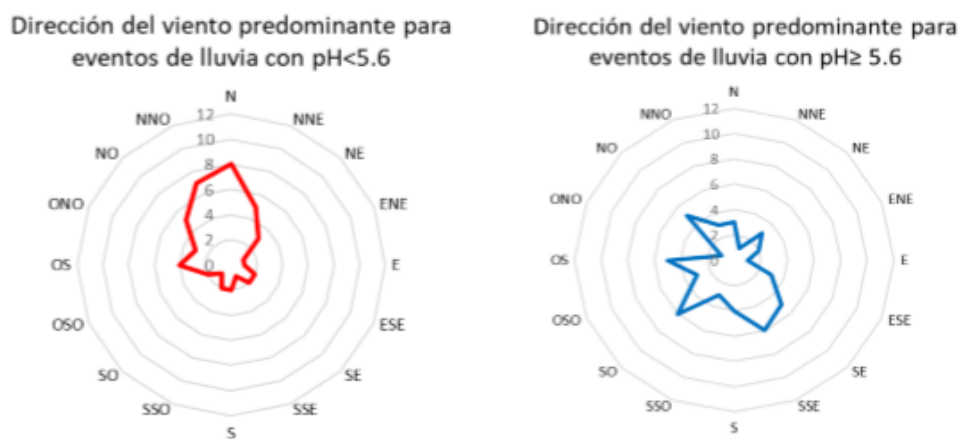 Dirección del viento predominante para
eventos de lluvia con pH<5.6
N
NNO
NNE
12
10
NO
NE
8
6
ONO
ENE
4
2
OS
0
E
OSO
ESE
SO
SE
SSO
SSE
S
Dirección del viento predominante para
eventos de lluvia con pH≥ 5.6
N
12
NNO
NNE
10
NO
NE
8
6
ONO
ENE
4
2
OS
0
E
OSO
ESE
SO
SE
SSO
SSE
S